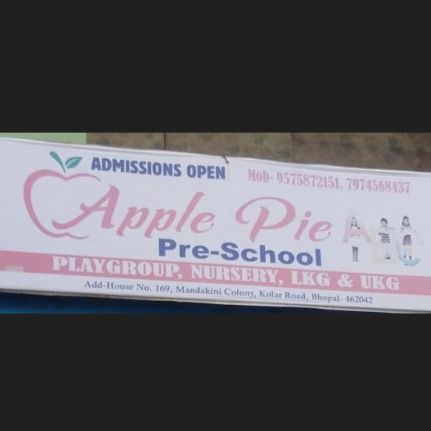 ADMISSIONS OPEN
Mob- 9575872151, 7974568437
Apple Pie
ABC
Pre-School
PLAYGROUP, NURSERY, LKG & UKG
Add-House No. 169, Mandakini Colony, Kolar Road, Bhopal- 462042